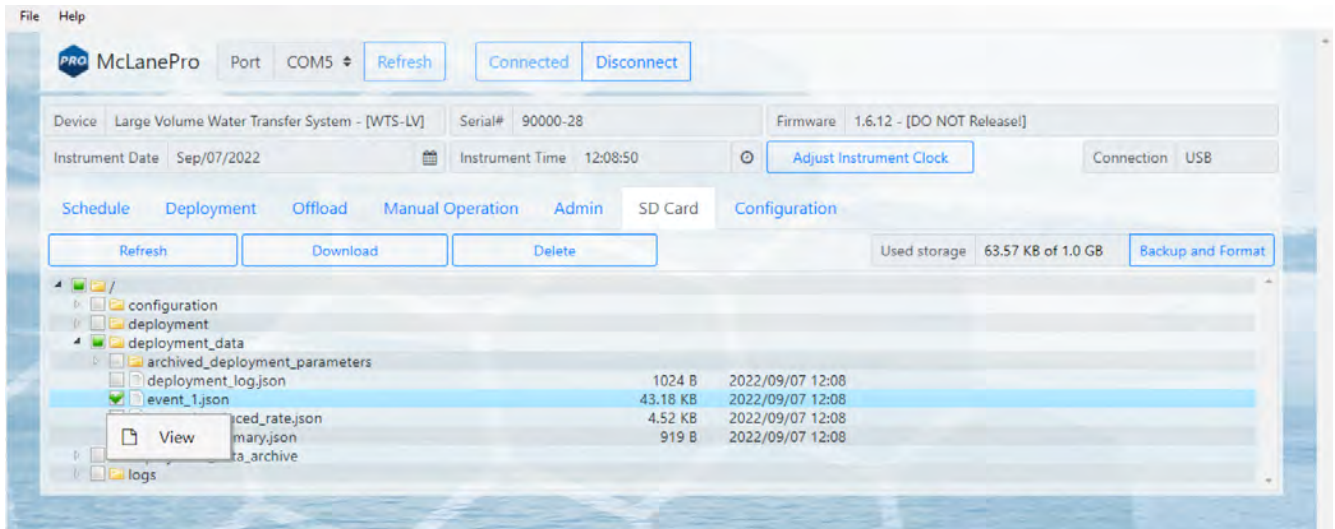 File Help
PRO McLanePro Port COM5 Refresh Connected Disconnect
Device Large Volume Water Transfer System - [WTS-LV] Serial# 90000-28 Firmware 1.6.12 - [DO NOT Release!]
Instrument Date Sep/07/2022 Instrument Time 12:08:50 Adjust Instrument Clock Connection USB
Schedule Deployment Offload Manual Operation Admin SD Card Configuration
Refresh Download Delete Used storage 63.57 KB of 1.0 GB Backup and Format
/
configuration
deployment
deployment_data
archived_deployment_parameters
deployment_log.json 1024 B 2022/09/07 12:08
event_1.json 43.18 KB 2022/09/07 12:08
ced_rate.json 4.52 KB 2022/09/07 12:08
View mary.json 919 B 2022/09/07 12:08
ta_archive
logs